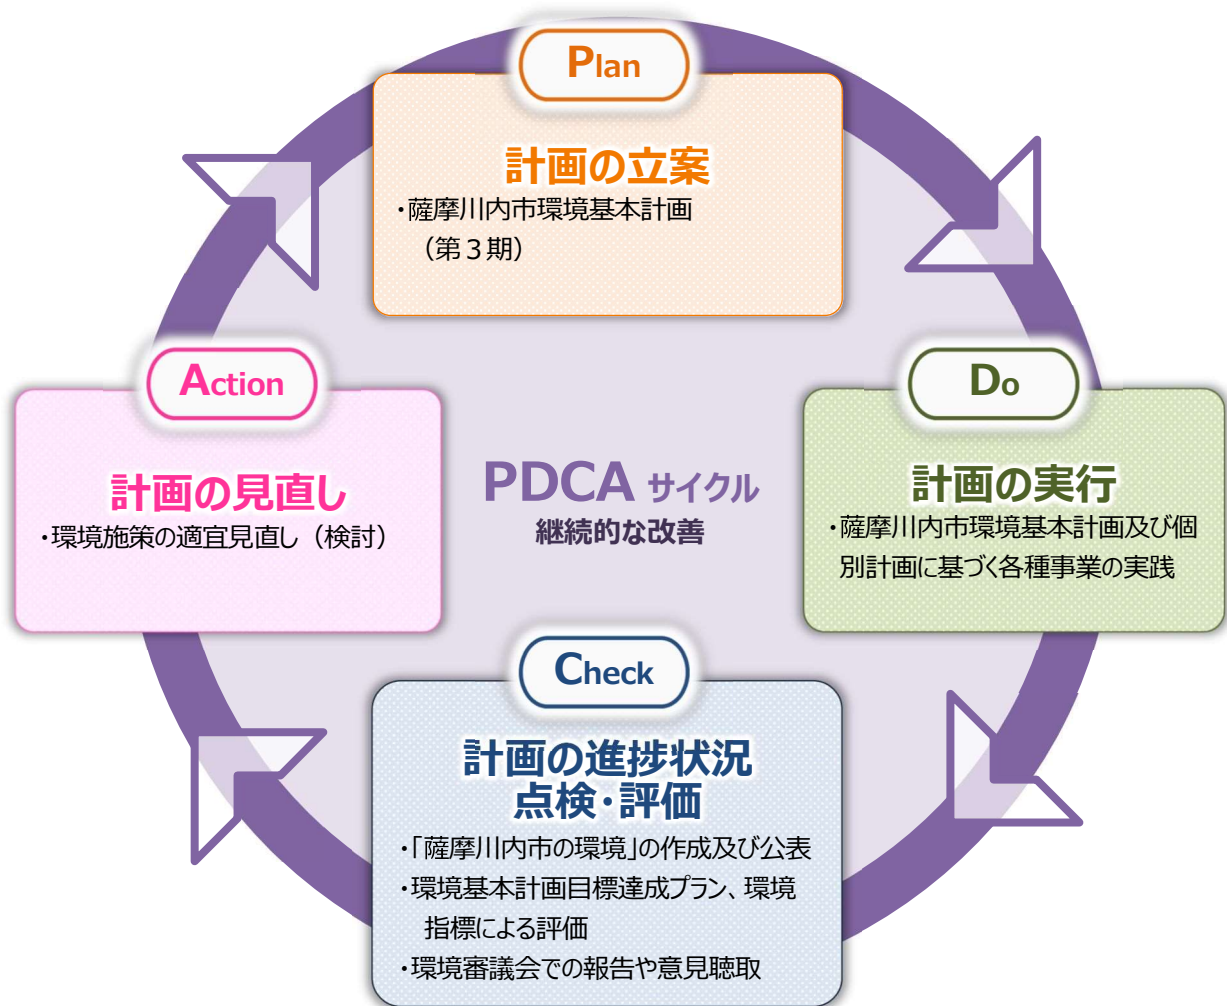 Plan
計画の立案
・薩摩川内市環境基本計画
（第３期）
Action
計画の見直し
・環境施策の適宜見直し（検討）
PDCA サイクル
継続的な改善
Do
計画の実行
・薩摩川内市環境基本計画及び個
別計画に基づく各種事業の実践
Check
計画の進捗状況
点検・評価
・「薩摩川内市の環境」の作成及び公表
・環境基本計画目標達成プラン、環境
指標による評価
・環境審議会での報告や意見聴取